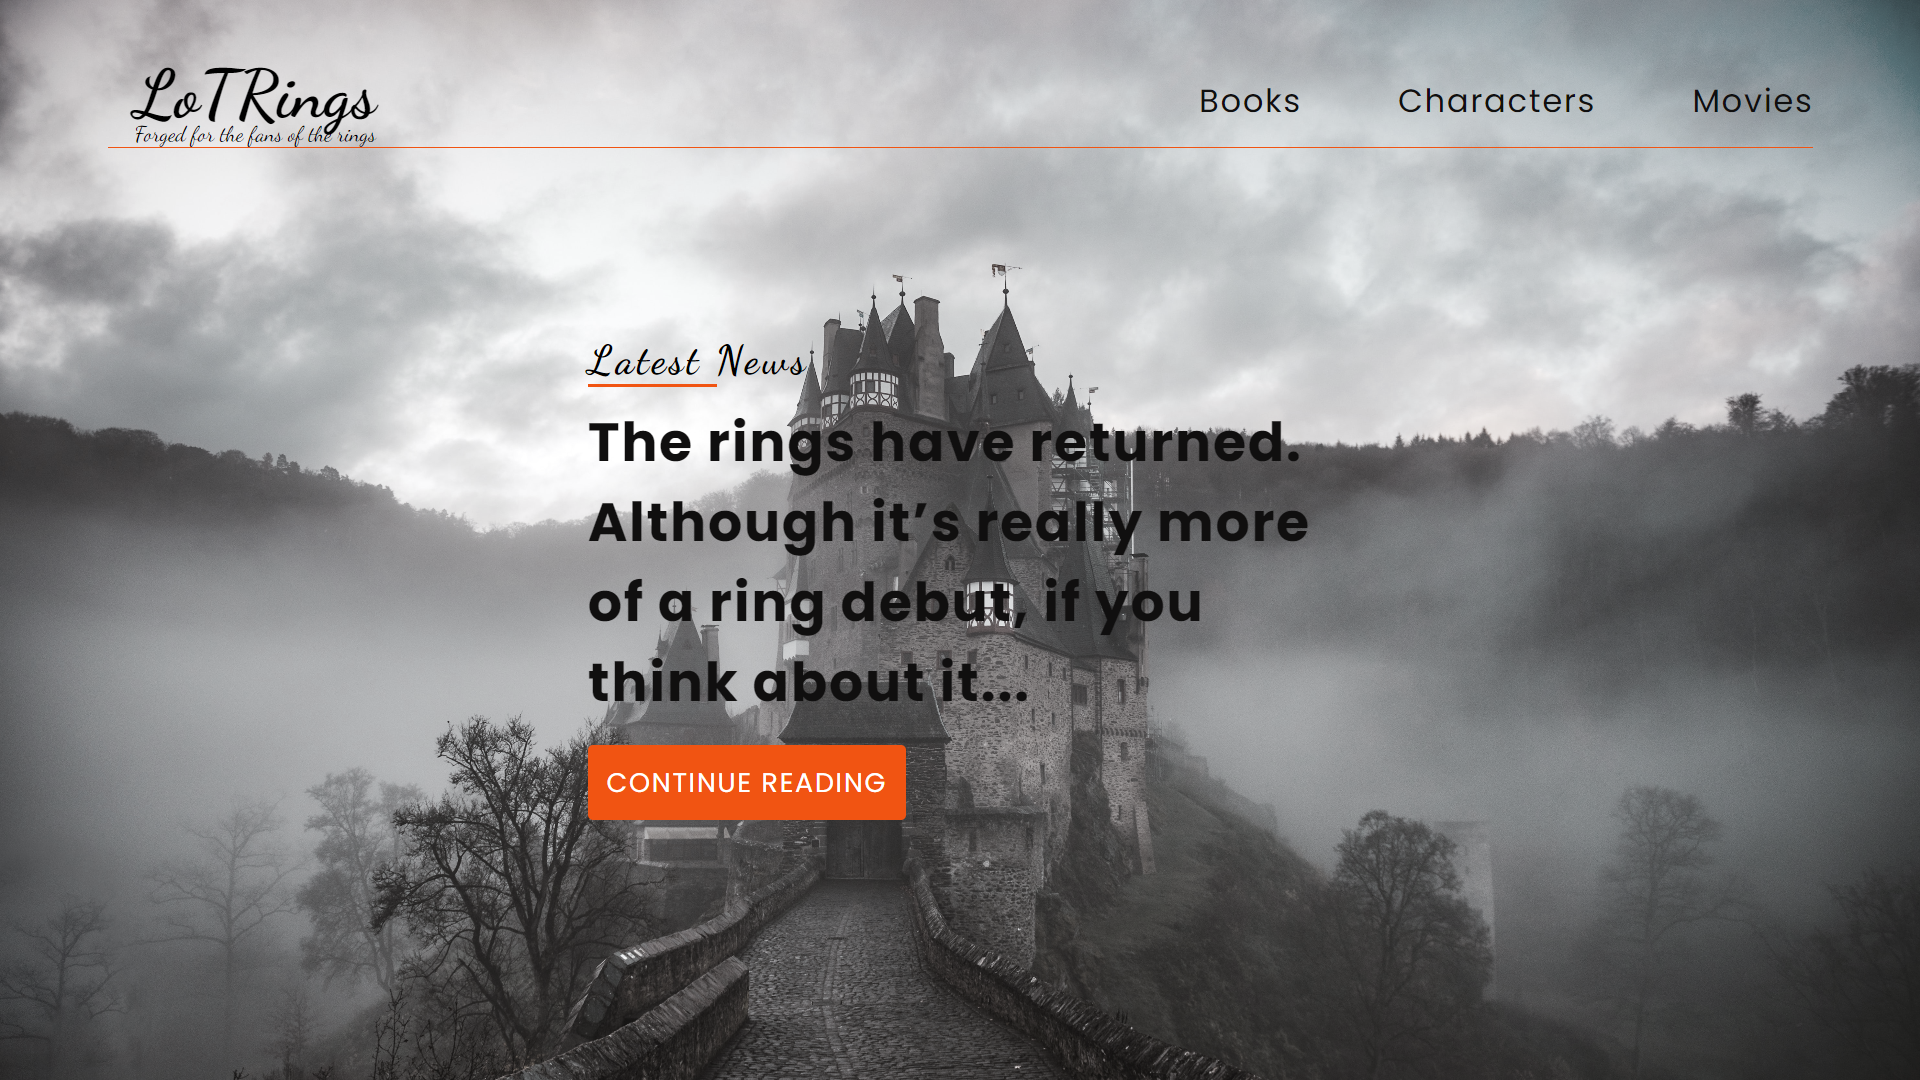 LoTRings
Forged for the fans of the rings
Books
Characters
Movies
Latest News
The rings have returned.
Although it’s really more
of a ring debut, if you
think about it...
CONTINUE READING